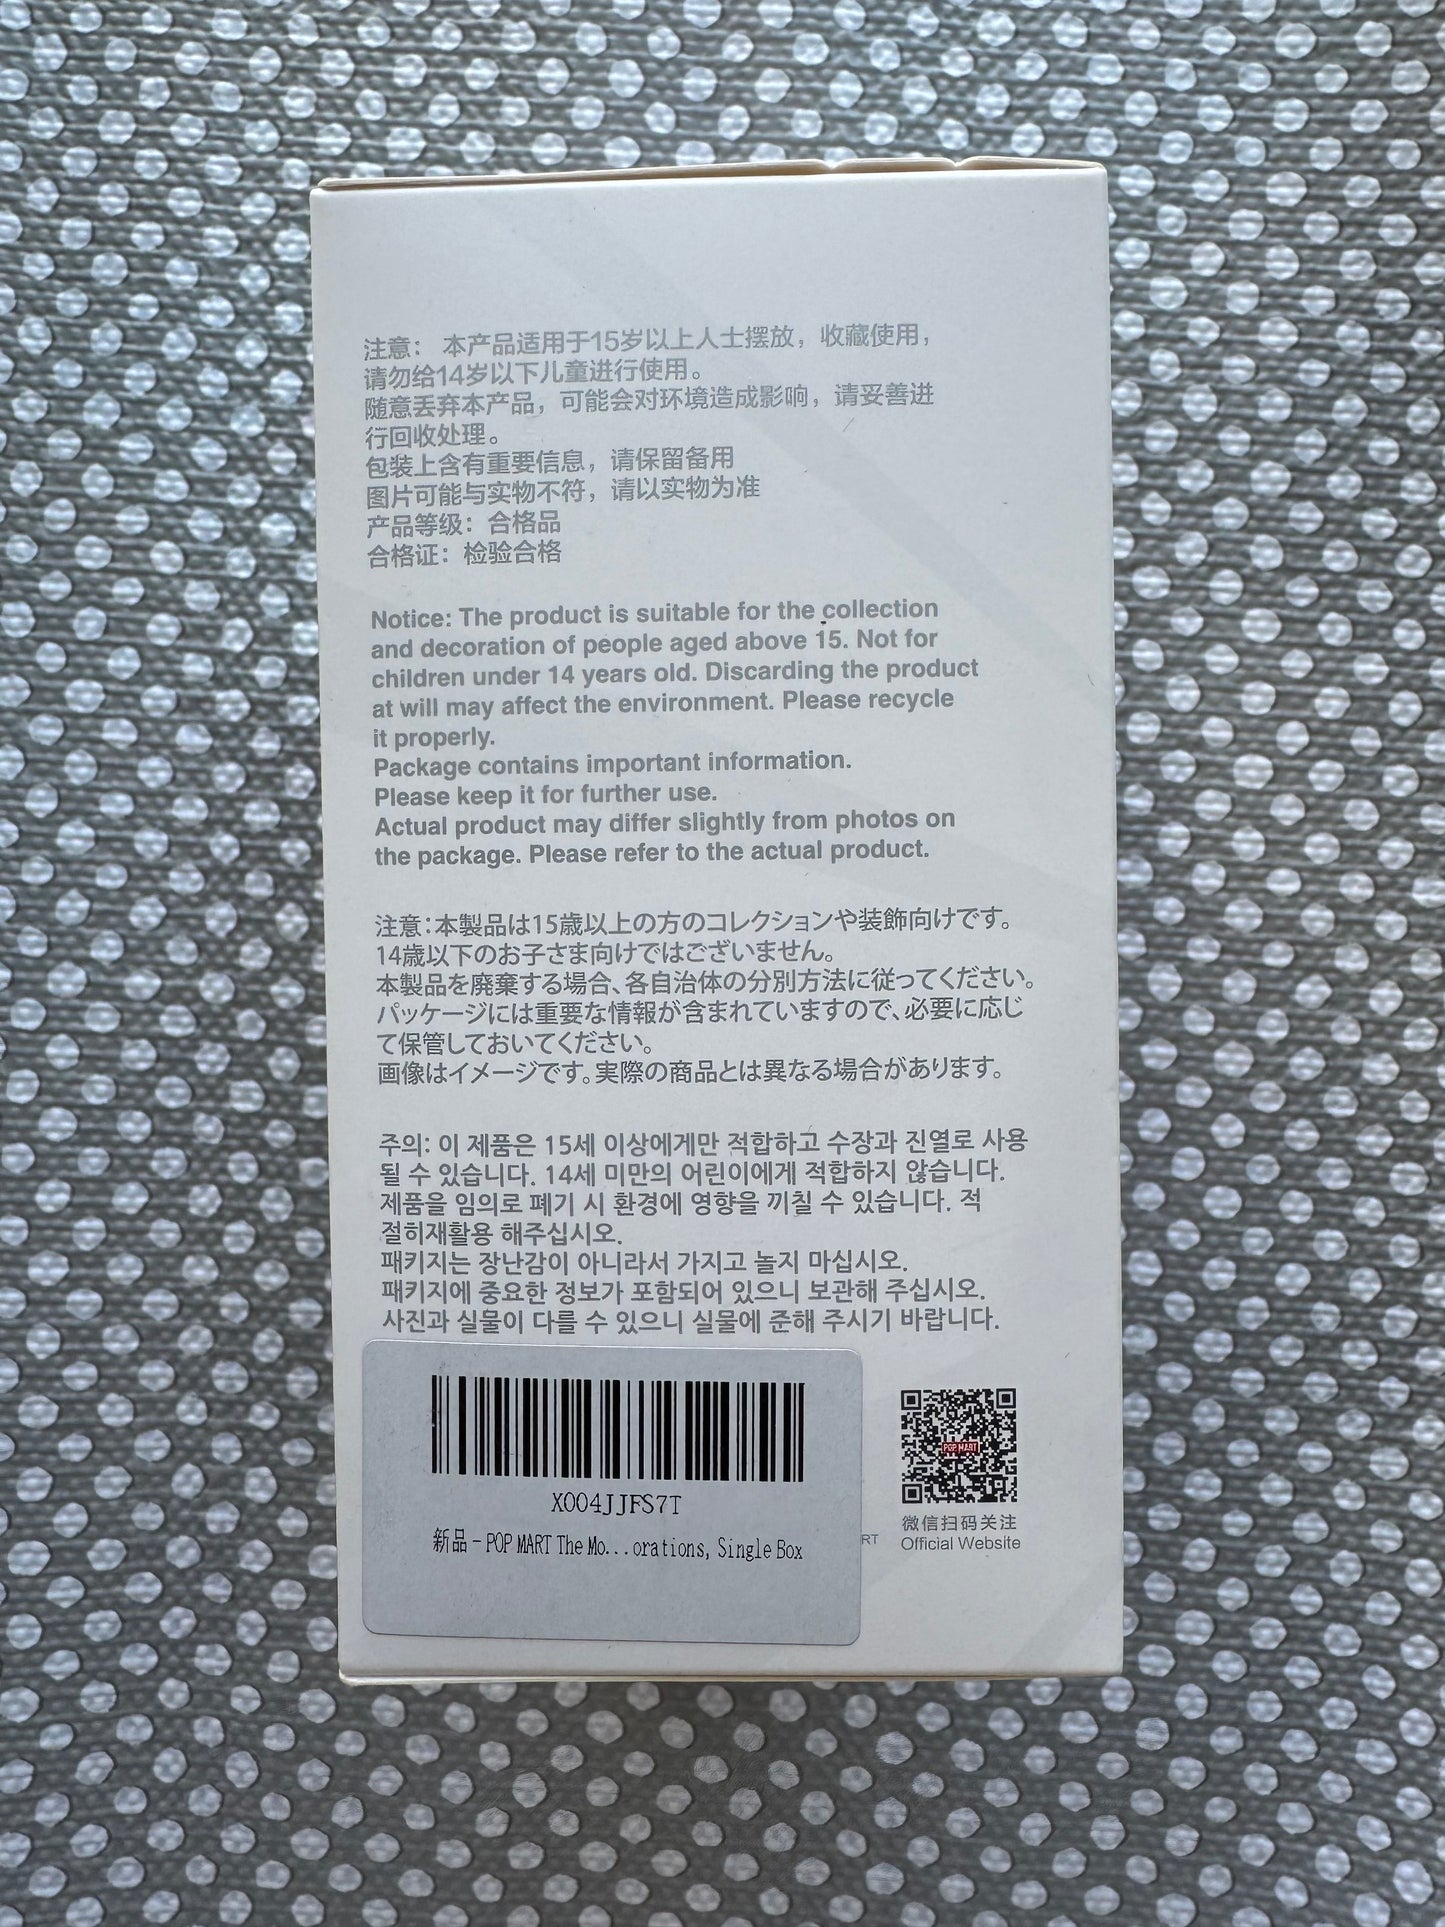 注意： 本产品适用于15岁以上人士摆放，收藏使用，
请勿给14岁以下儿童进行使用。
随意丢弃本产品，可能会对环境造成影响，请妥善进
行回收处理。
包装上含有重要信息，请保留备用
图片可能与实物不符，请以实物为准
产品等级：合格品
合格证：检验合格
Notice: The product is suitable for the collection
and decoration of people aged above 15. Not for
children under 14 years old. Discarding the product
at will may affect the environment. Please recycle
it properly.
Package contains important information.
Please keep it for further use.
Actual product may differ slightly from photos on
the package. Please refer to the actual product.
注意：本製品は15歳以上の方のコレクションや装飾向けです。
14歳以下のお子さま向けではございません。
本製品を廃棄する場合、各自治体の分別方法に従ってください。
パッケージには重要な情報が含まれていますので、必要に応じ
て保管しておいてください。
画像はイメージです。実際の商品とは異なる場合があります。
주의: 이 제품은 15세 이상에게만 적합하고 수장과 진열로 사용
될 수 있습니다. 14세 미만의 어린이에게 적합하지 않습니다.
제품을 임의로 폐기 시 환경에 영향을 끼칠 수 있습니다. 적
절히재활용 해주십시오.
패키지는 장난감이 아니라서 가지고 놀지 마십시오.
패키지에 중요한 정보가 포함되어 있으니 보관해 주십시오.
사진과 실물이 다를 수 있으니 실물에 준해 주시기 바랍니다.
X004JJFS7T
新品 - POP MART The Mo...orations, Single Box
RT
POP MART
微信扫码关注
Official Website